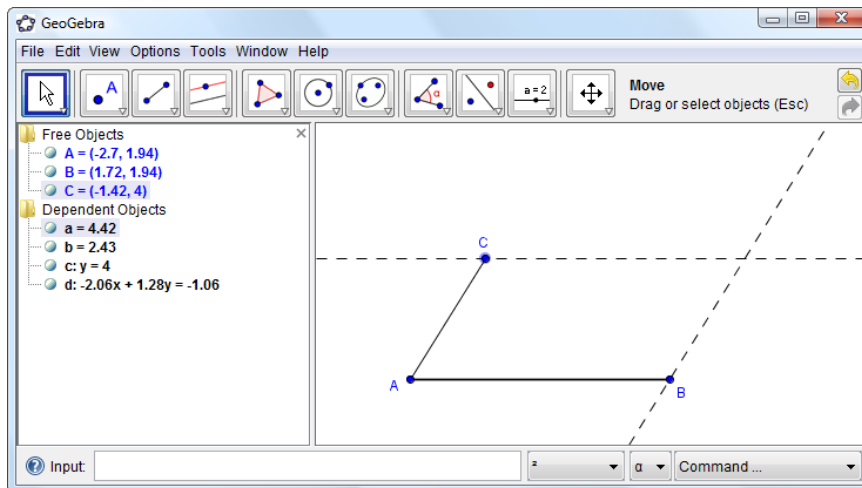 GeoGebra
File Edit View Options Tools Window Help
A
α
a = 2
Move
Drag or select objects (Esc)
Free Objects
A = (-2.7, 1.94)
B = (1.72, 1.94)
C = (-1.42, 4)
Dependent Objects
a = 4.42
b = 2.43
c: y = 4
d: -2.06x + 1.28y = -1.06
C
A
B
Input:
²
α
Command ...